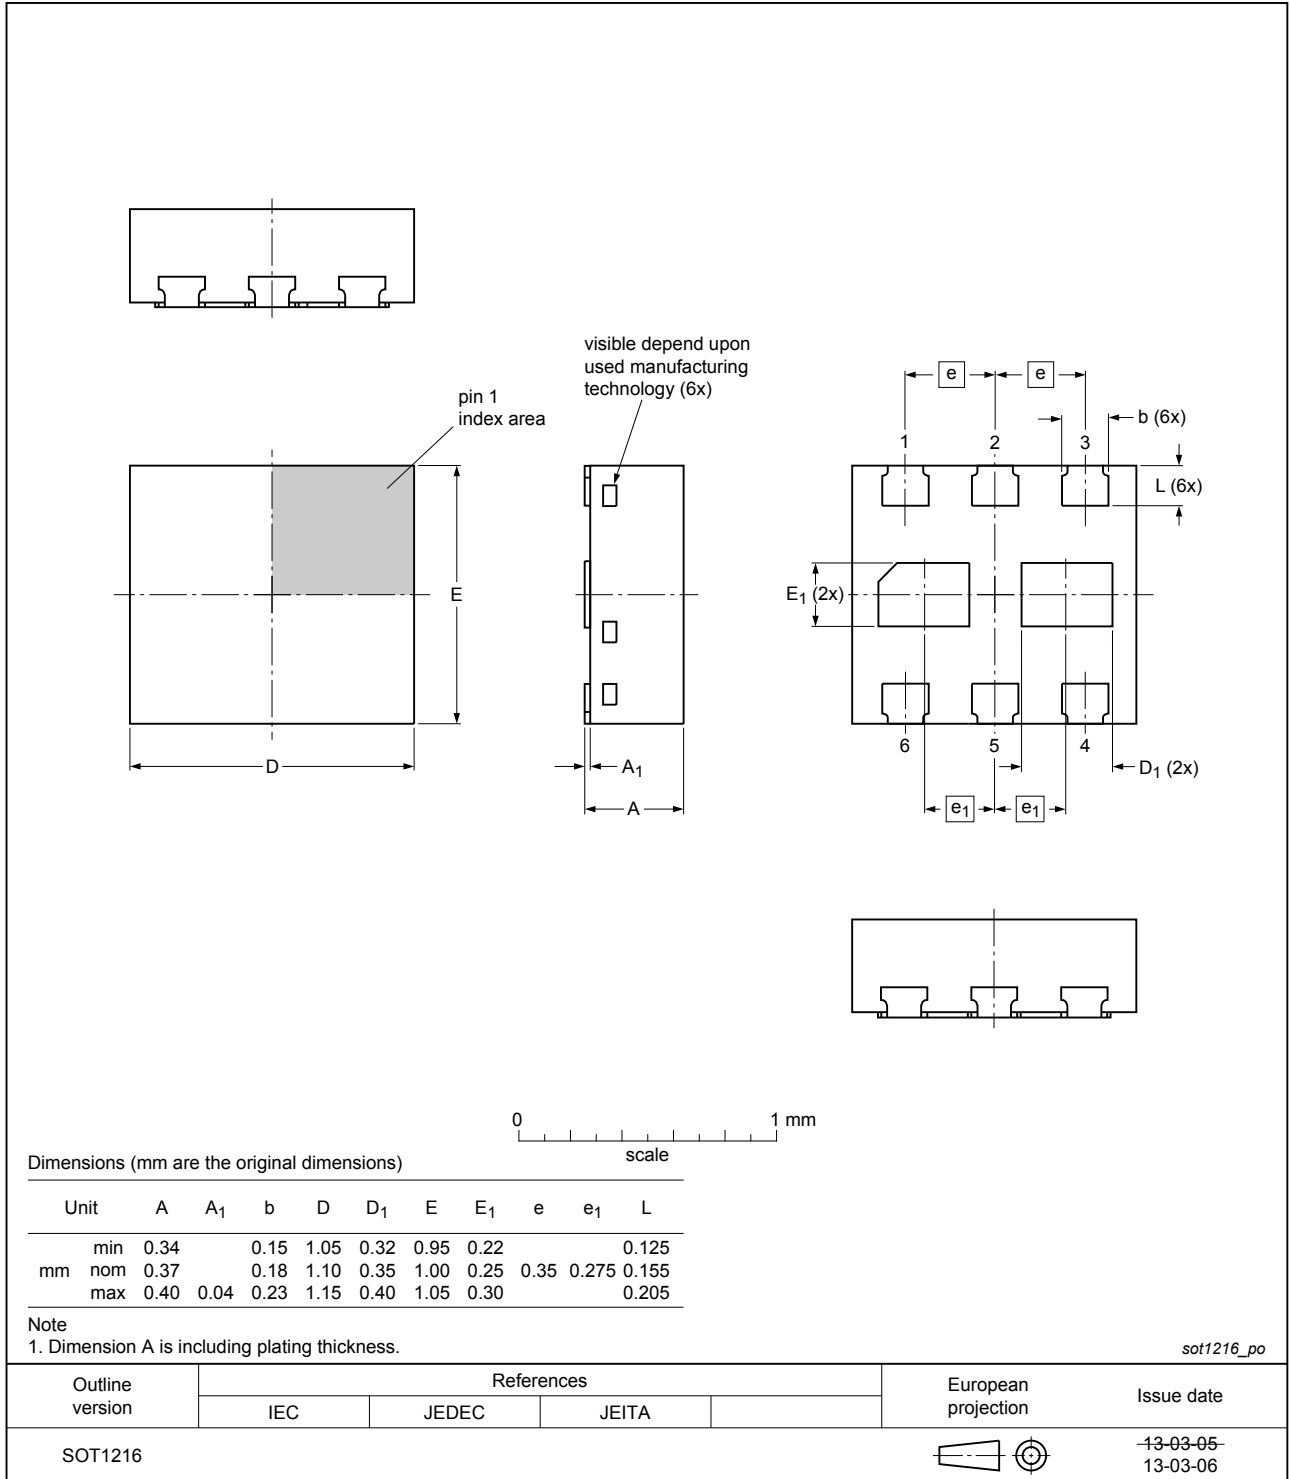 visible depend upon
used manufacturing
technology (6x)
pin 1
index area
e e
b (6x)
1 2 3
L (6x)
E
E1 (2x)
6 5 4
D
A1
D1 (2x)
A
e1 e1
0 1 mm
scale
Dimensions (mm are the original dimensions)
Unit A A1 b D D1 E E1 e e1 L
min 0.34 0.15 1.05 0.32 0.95 0.22 0.125
mm nom 0.37 0.18 1.10 0.35 1.00 0.25 0.35 0.275 0.155
max 0.40 0.04 0.23 1.15 0.40 1.05 0.30 0.205
Note
1. Dimension A is including plating thickness.
sot1216_po
Outline
version
References
IEC JEDEC JEITA
European
projection
Issue date
SOT1216
13-03-05
13-03-06